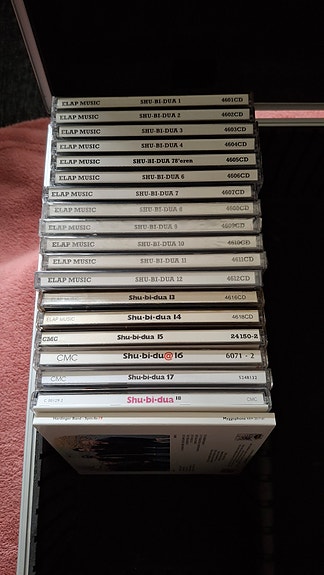 ELAP MUSIC SHU·BI·DUA 1 4601CD
ELAP MUSIC SHU·BI·DUA 2 4602CD
ELAP MUSIC SHU·BI·DUA 3 4603CD
ELAP MUSIC SHU·BI·DUA 4 4604CD
ELAP MUSIC SHU·BI·DUA 78'eren 4605CD
ELAP MUSIC SHU·BI·DUA 6 4606CD
ELAP MUSIC SHU·BI·DUA 7 4607CD
ELAP MUSIC SHU·BI·DUA 8 4608CD
ELAP MUSIC SHU·BI·DUA 9 4609CD
ELAP MUSIC SHU·BI·DUA 10 4610CD
ELAP MUSIC SHU·BI·DUA 11 4611CD
ELAP MUSIC SHU·BI·DUA 12 4612CD
Shu·bi·dua 13 4616CD
ELAP MUSIC Shu·bi·dua 14 4618CD
CMC Shu·bi·dua 15 24150-2
CMC Shu·bi·du@16 6071 - 2
CMC Shu·bi·dua 17 5248122
Shu·bi·dua 18 CMC